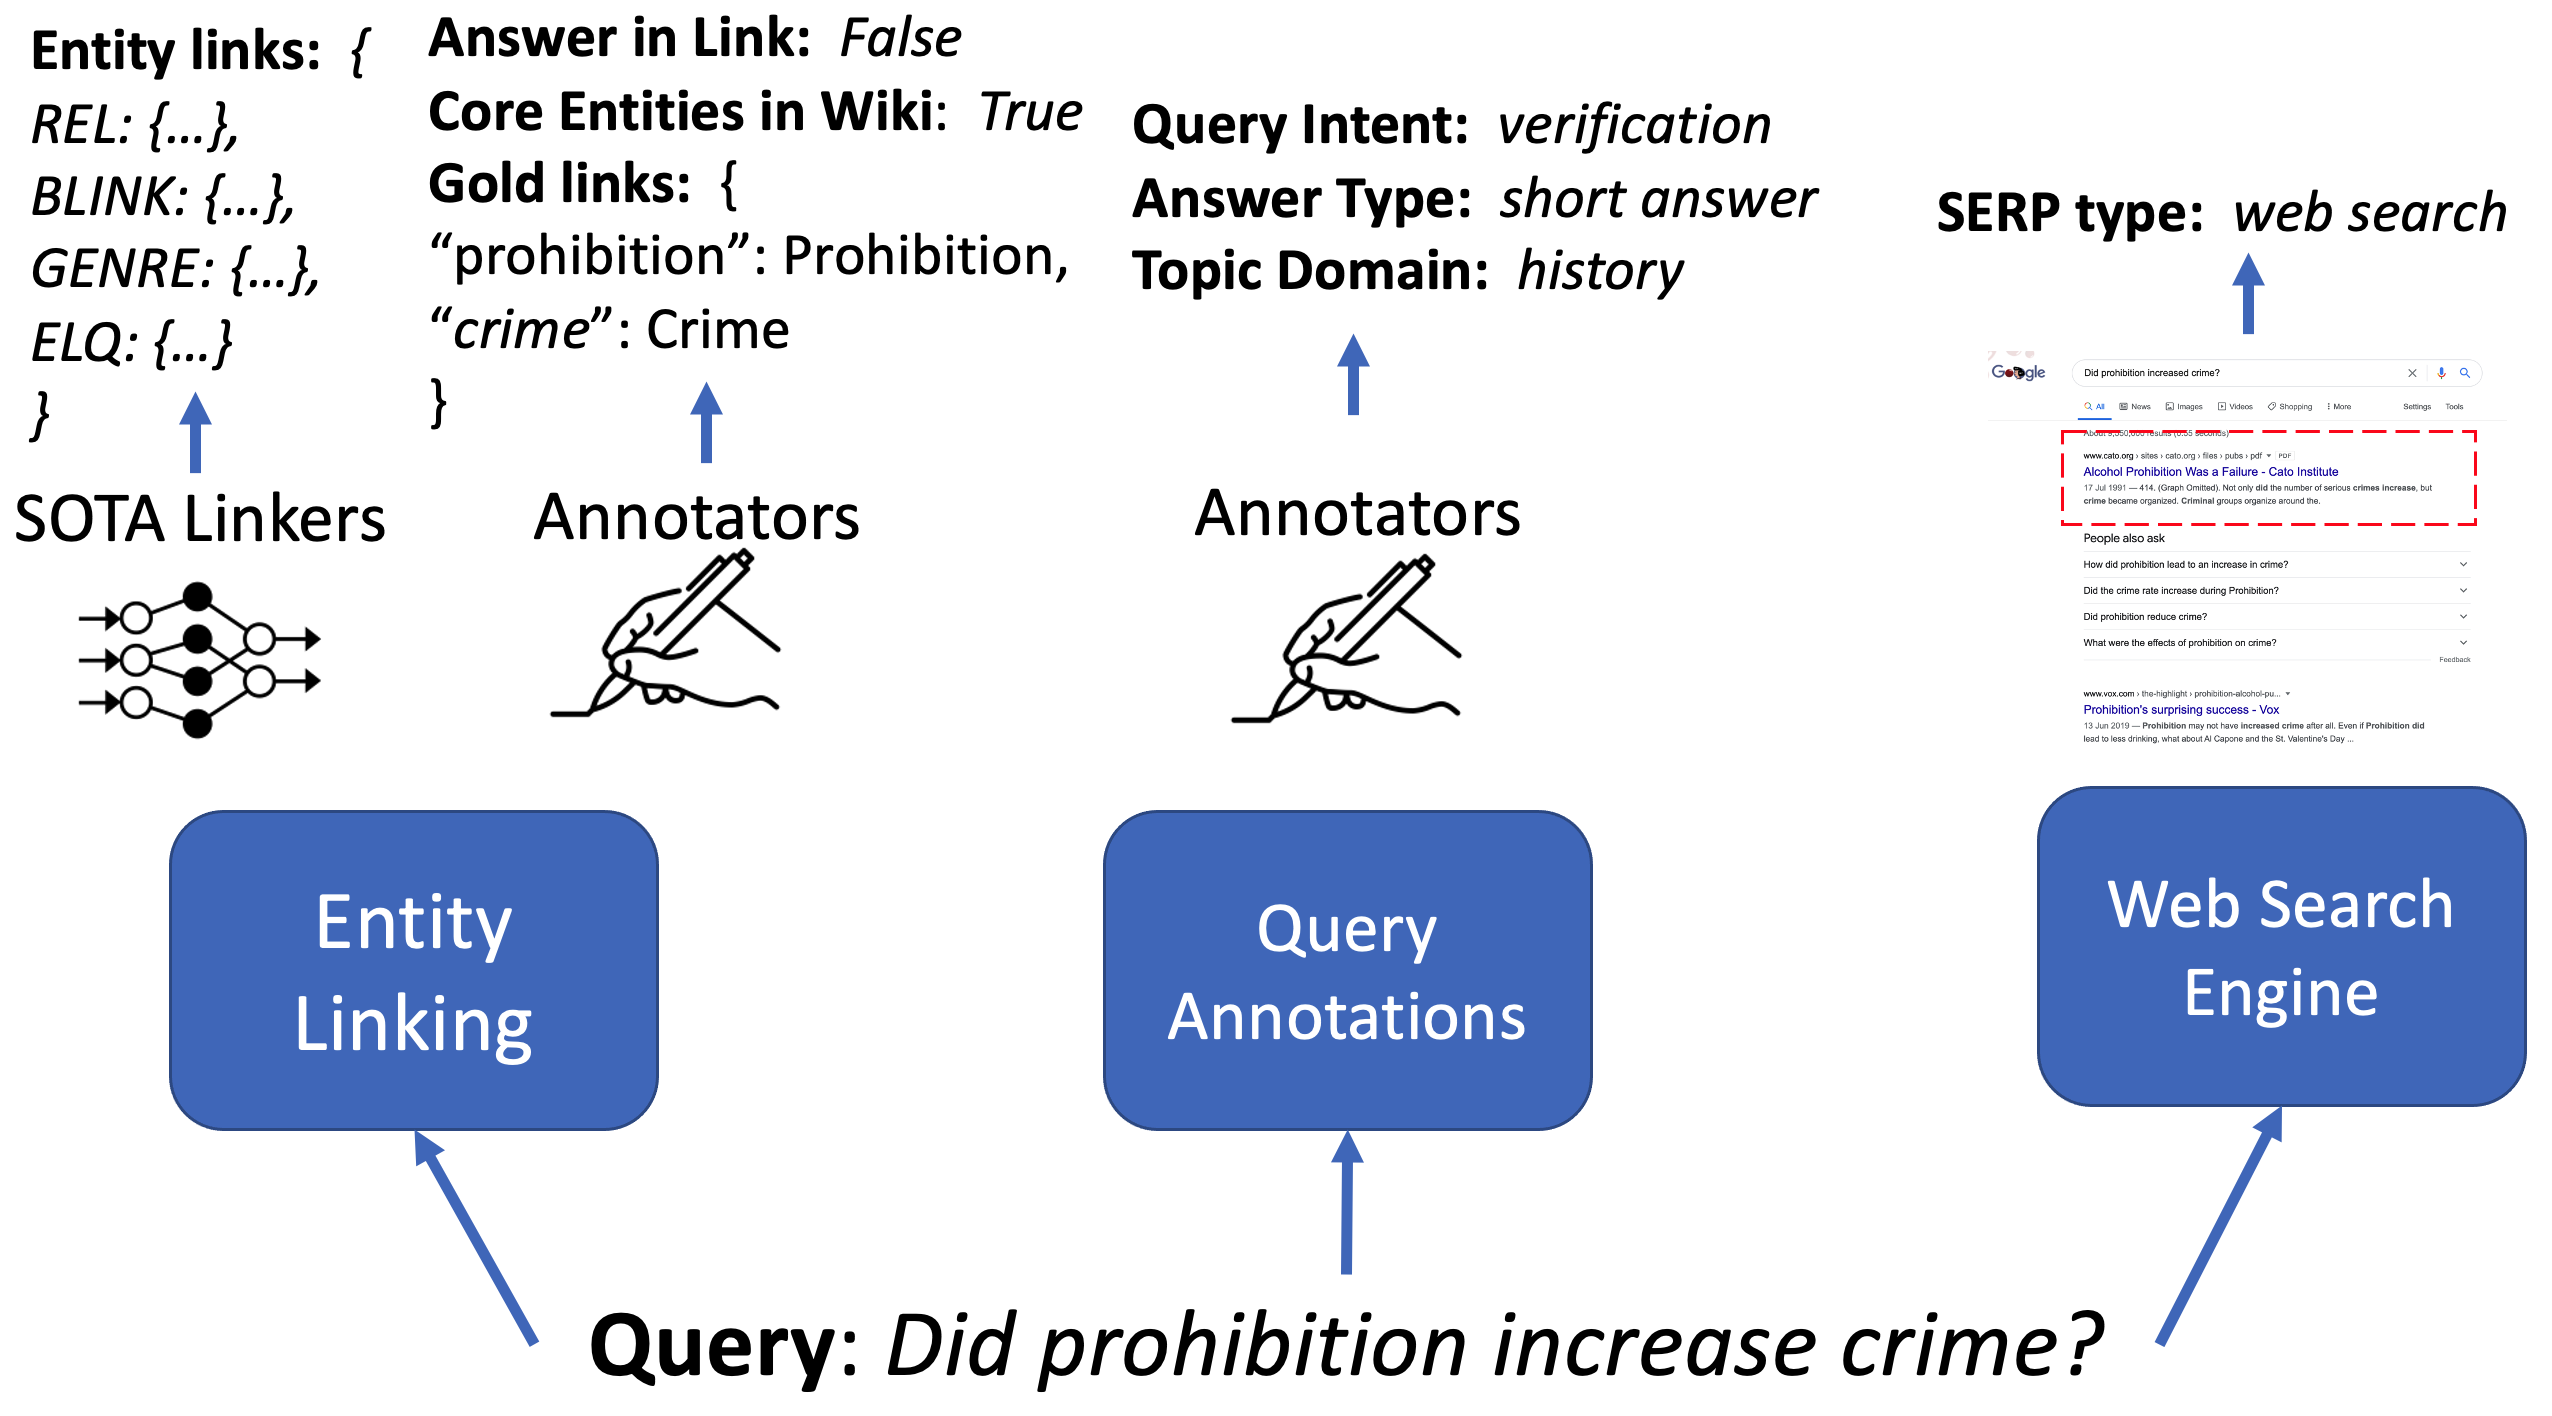 Entity links: {
REL: {...},
BLINK: {...},
GENRE: {...},
ELQ: {...}
}
SOTA Linkers
Answer in Link: False
Core Entities in Wiki: True
Gold links: {
“prohibition”: Prohibition,
“crime”: Crime
}
Annotators
Query Intent: verification
Answer Type: short answer
Topic Domain: history
Annotators
SERP type: web search
Google
Did prohibition increased crime?
All News Images Videos Shopping More Settings Tools
www.cato.org › sites › cato.org › files › pubs › pdf PDF
Alcohol Prohibition Was a Failure - Cato Institute
17 Jul 1991 — 414. (Graph Omitted). Not only did the number of serious crimes increase, but
crime became organized. Criminal groups organize around the.
People also ask
How did prohibition lead to an increase in crime?
Did the crime rate increase during Prohibition?
Did prohibition reduce crime?
What were the effects of prohibition on crime?
Feedback
www.vox.com › the-highlight › prohibition-alcohol-pu...
Prohibition's surprising success - Vox
13 Jun 2019 — Prohibition may not have increased crime after all. Even if Prohibition did
lead to less drinking, what about Al Capone and the St. Valentine's Day ...
Entity
Linking
Query
Annotations
Web Search
Engine
Query: Did prohibition increase crime?